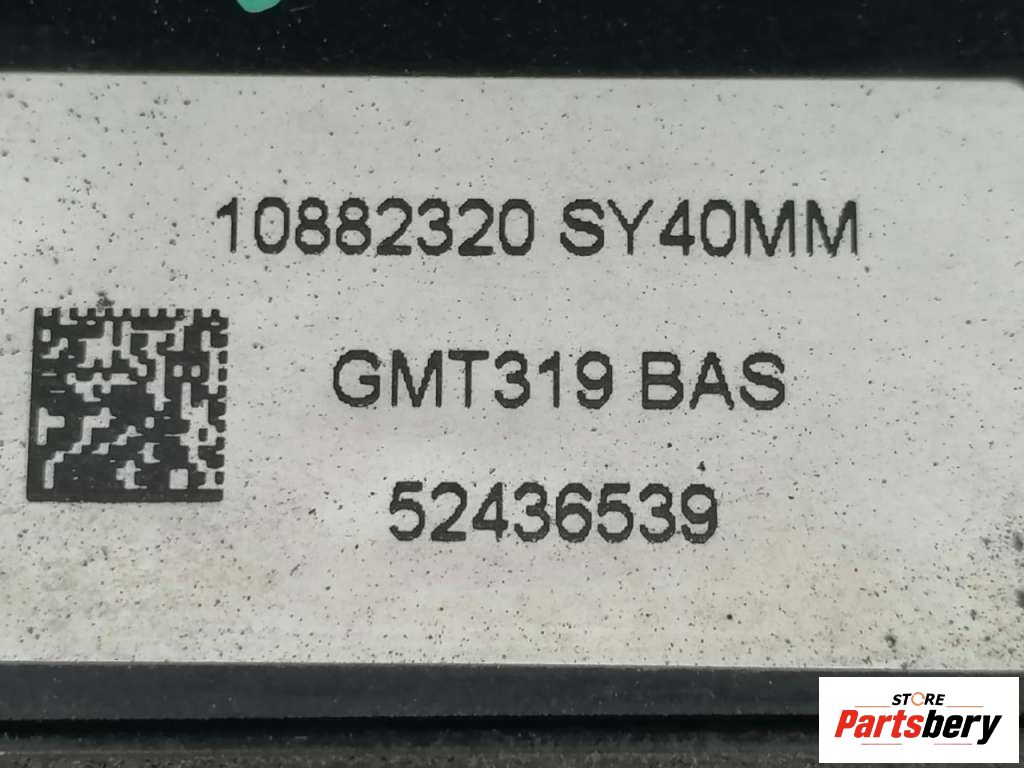 10882320 SY40MM
GMT319 BAS
52436539
STORE
Partsbery